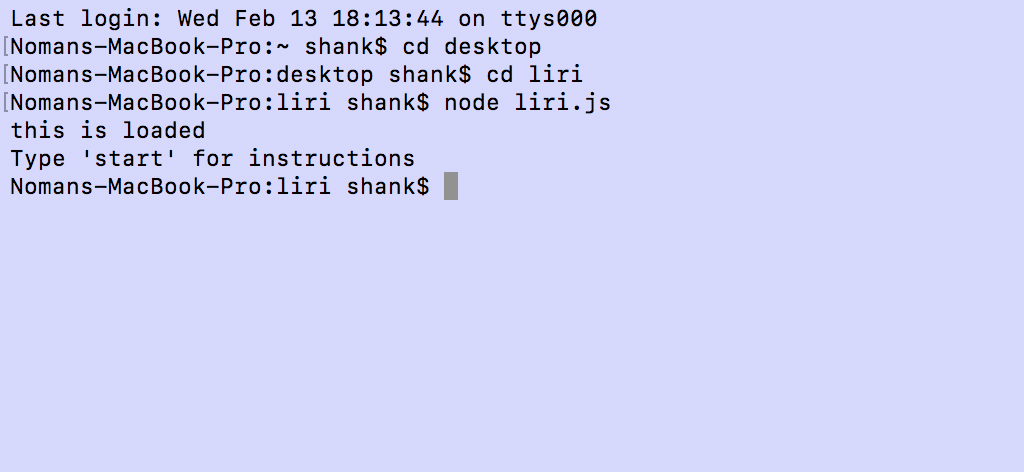 Last login: Wed Feb 13 18:13:44 on ttys000
[Nomans-MacBook-Pro:~ shank$ cd desktop
[Nomans-MacBook-Pro:desktop shank$ cd liri
[Nomans-MacBook-Pro:liri shank$ node liri.js
this is loaded
Type 'start' for instructions
Nomans-MacBook-Pro:liri shank$